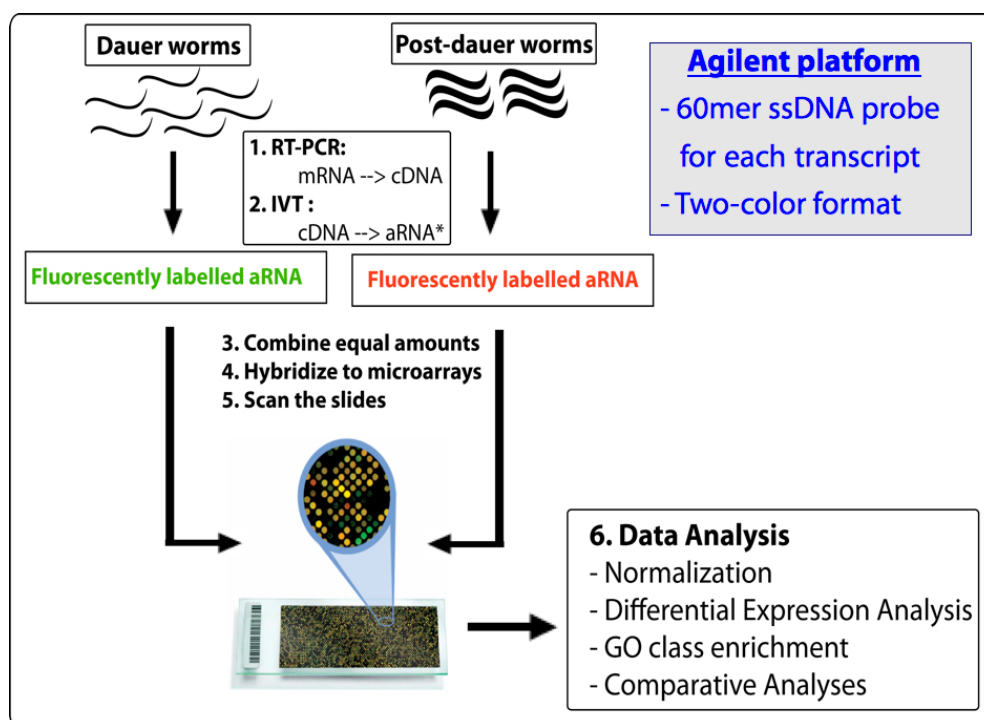 Dauer worms
Post-dauer worms
Agilent platform
- 60mer ssDNA probe
for each transcript
- Two-color format
1. RT-PCR:
mRNA --> cDNA
2. IVT :
cDNA --> aRNA*
Fluorescently labelled aRNA
Fluorescently labelled aRNA
3. Combine equal amounts
4. Hybridize to microarrays
5. Scan the slides
6. Data Analysis
- Normalization
- Differential Expression Analysis
- GO class enrichment
- Comparative Analyses